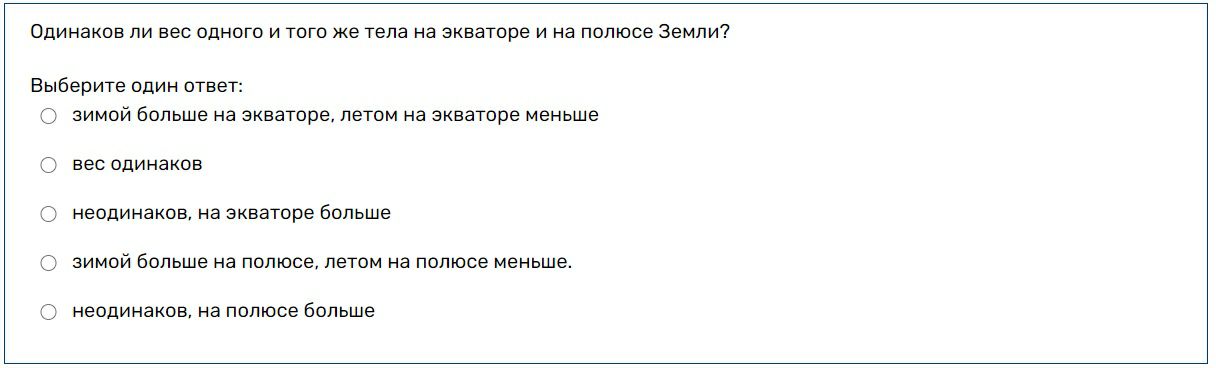 Одинаков ли вес одного и того же тела на экваторе и на полюсе Земли?
Выберите один ответ:
зимой больше на экваторе, летом на экваторе меньше
вес одинаков
неодинаков, на экваторе больше
зимой больше на полюсе, летом на полюсе меньше.
неодинаков, на полюсе больше